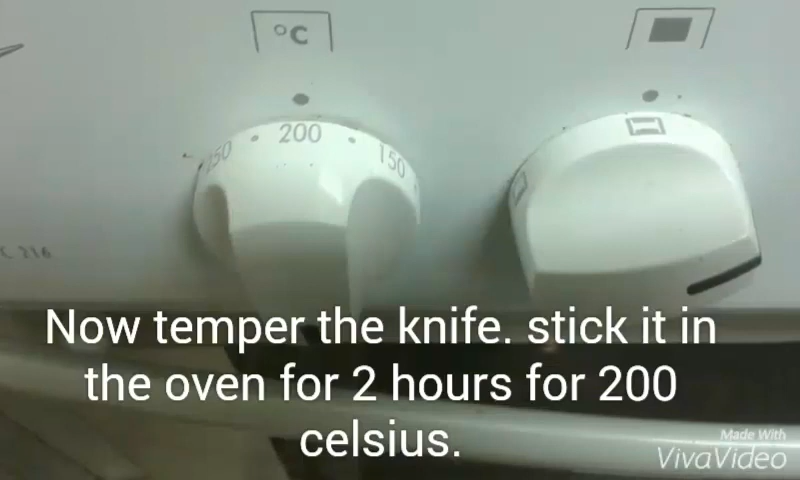 °C
200
150
Now temper the knife. stick it in
the oven for 2 hours for 200
celsius.
Made With
VivaVideo